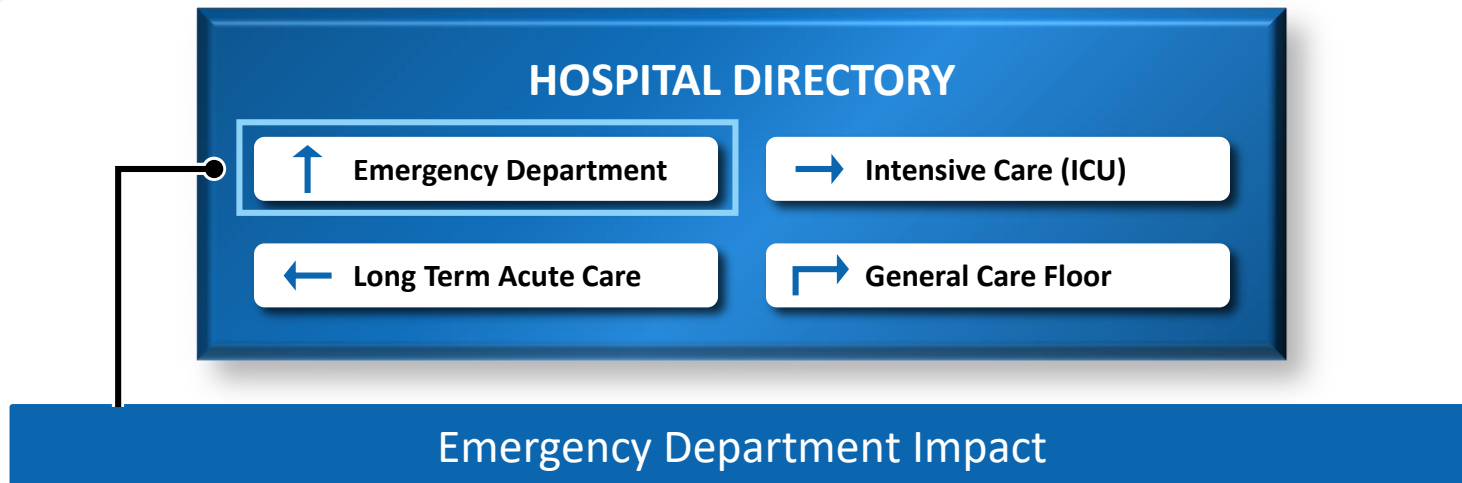 HOSPITAL DIRECTORY
Emergency Department
Intensive Care (ICU)
Long Term Acute Care
General Care Floor
Emergency Department Impact